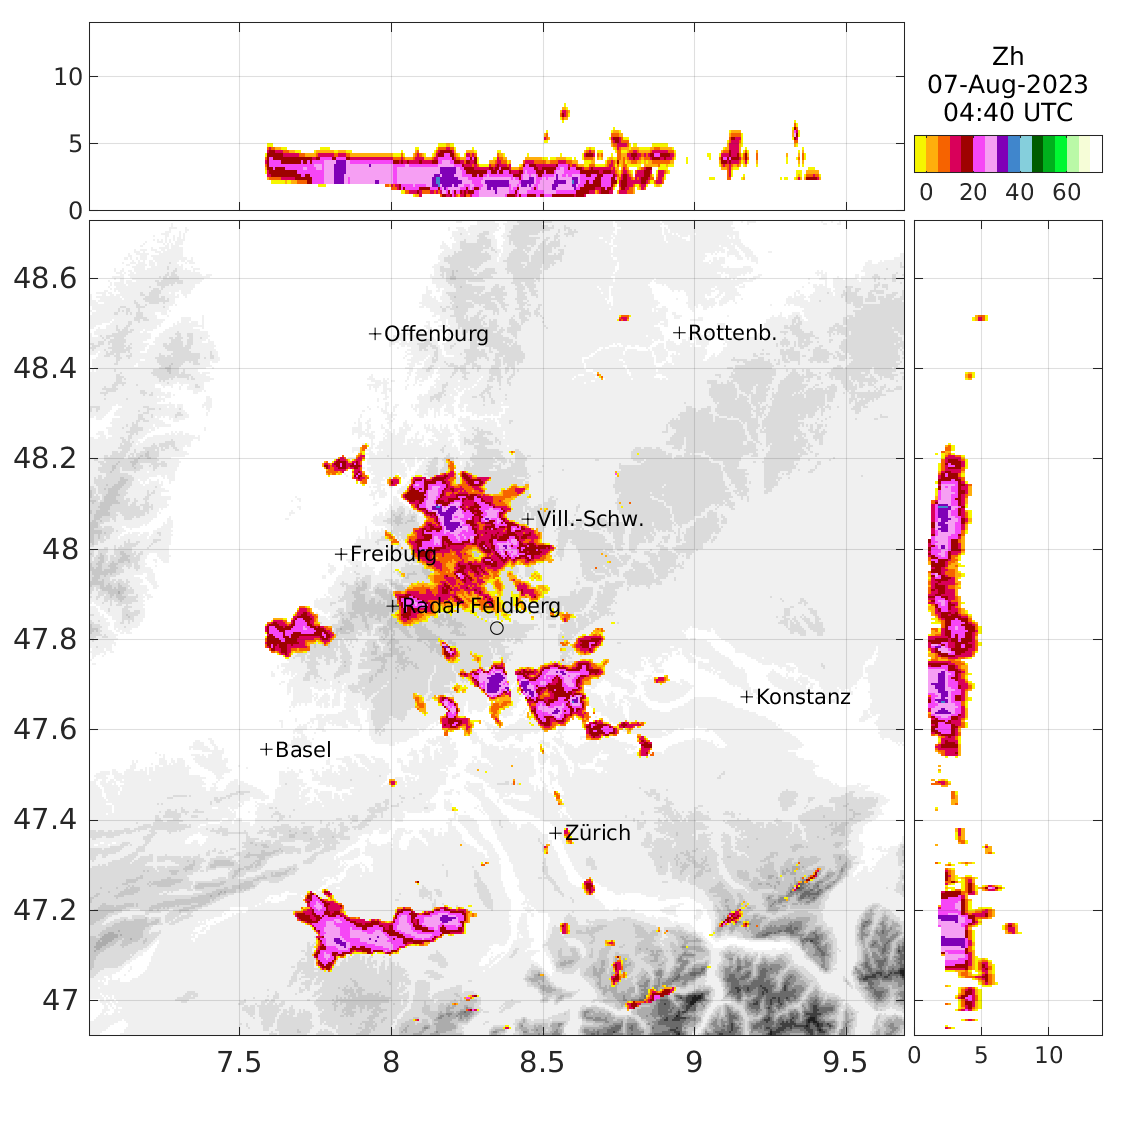 Zh
07-Aug-2023
04:40 UTC
10
5
0
0 20 40 60
48.6
48.4
48.2
48
47.8
47.6
47.4
47.2
47
+Offenburg
+Rottenb.
+Vill.-Schw.
+Freiburg
+Radar Feldberg
+Konstanz
+Basel
+Zürich
7.5 8 8.5 9 9.5
0 5 10